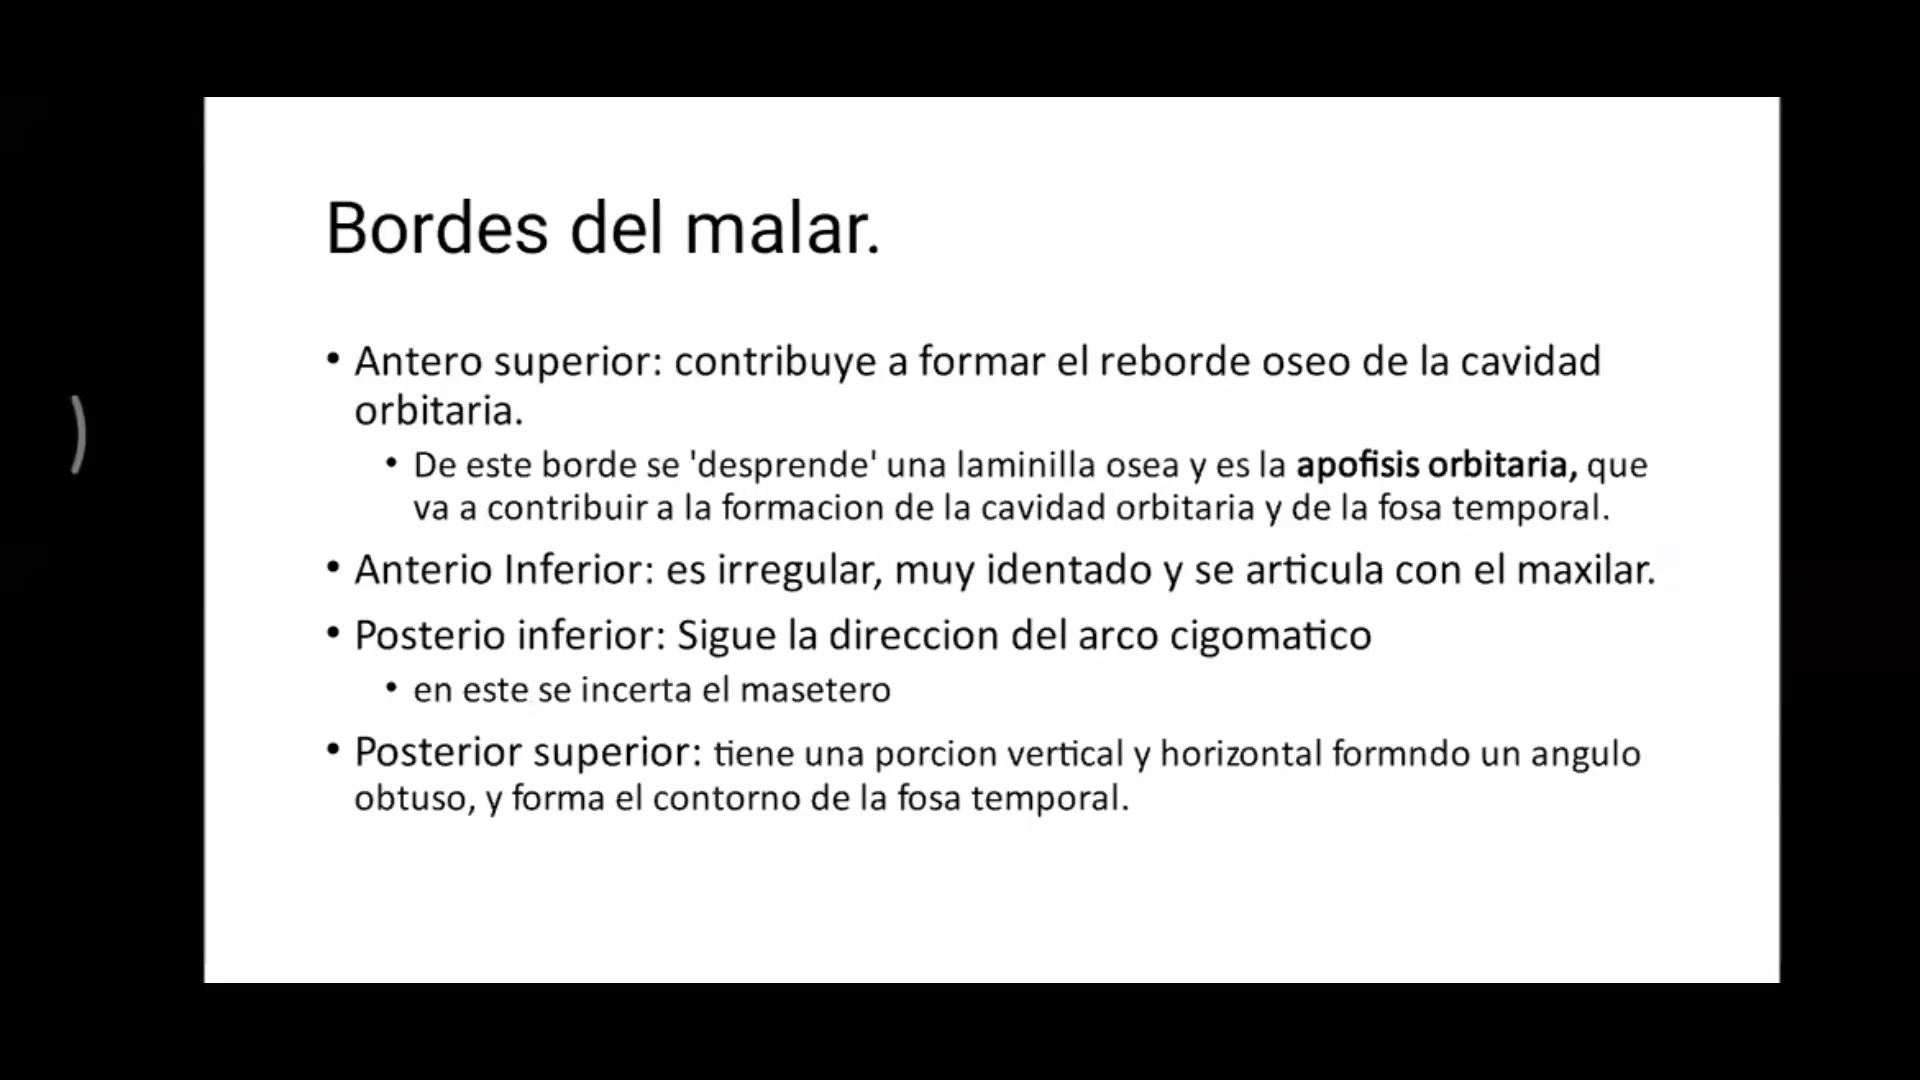 Bordes del malar.
• Antero superior: contribuye a formar el reborde oseo de la cavidad
orbitaria.
• De este borde se 'desprende' una laminilla osea y es la apofisis orbitaria, que
va a contribuir a la formacion de la cavidad orbitaria y de la fosa temporal.
• Anterio Inferior: es irregular, muy identado y se articula con el maxilar.
• Posterio inferior: Sigue la direccion del arco cigomatico
• en este se incerta el masetero
• Posterior superior: tiene una porcion vertical y horizontal formndo un angulo
obtuso, y forma el contorno de la fosa temporal.